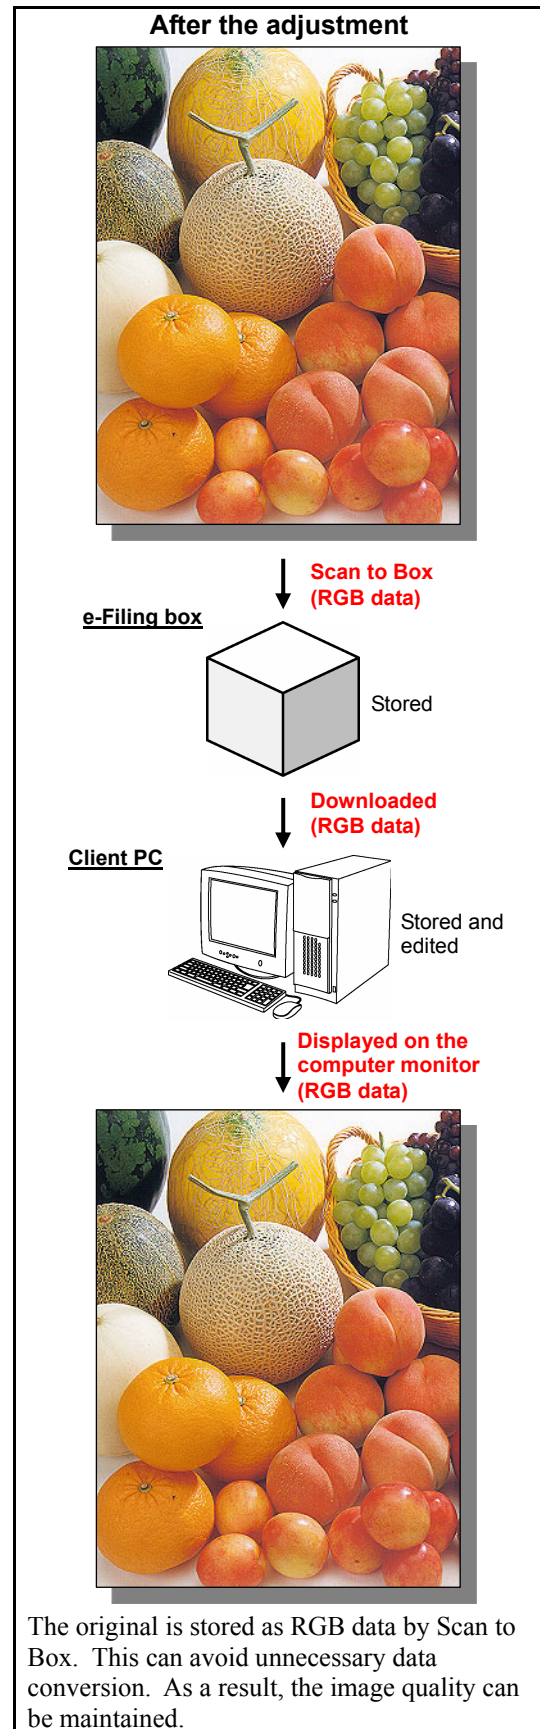 After the adjustment
Scan to Box
(RGB data)
e-Filing box
Stored
Downloaded
(RGB data)
Client PC
Stored and
edited
Displayed on the
computer monitor
(RGB data)
The original is stored as RGB data by Scan to
Box.  This can avoid unnecessary data
conversion.  As a result, the image quality can
be maintained.